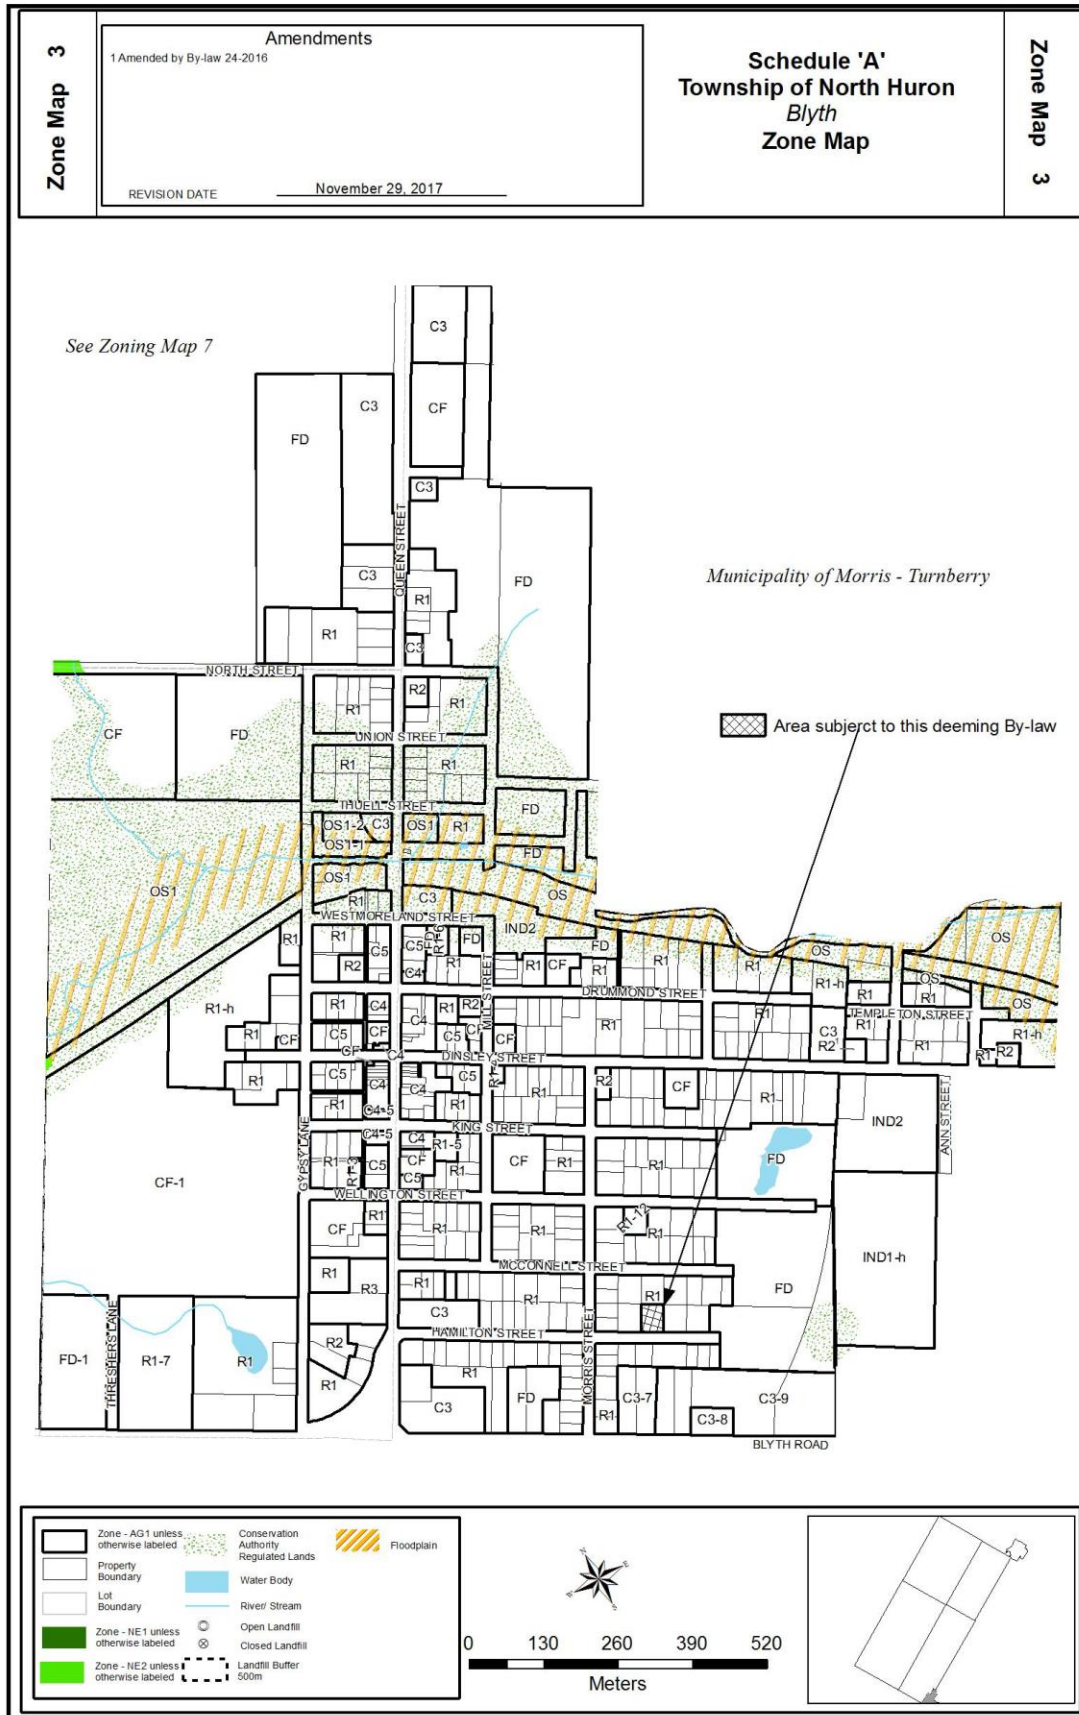 Zone Map 3
Amendments
1 Amended by By-law 24-2016
REVISION DATE November 29, 2017
Schedule 'A'
Township of North Huron
Blyth
Zone Map
Zone Map 3
See Zoning Map 7
Municipality of Morris - Turnberry
C3
C3
CF
FD
C3
QUEEN STREET
C3
FD
R1
R1
C3
NORTH STREET
R2
R1
R1
CF
FD
UNION STREET
Area subjerct to this deeming By-law
R1
R1
THUELL STREET
FD
OS1-2
C3
OS1
R1
OS1-1
FD
OS1
OS1
R1
C3
OS
WESTMORELAND STREET
IND2
R1
R1
C5
C5
FD
R1-6
FD
FD
OS
OS
R2
C4
R1
R1
CF
R1
R1
R1
R1-h
OS
DRUMMOND STREET
R1
R1
OS
R1-h
R1
C4
C4
R1
R2
MILL STREET
R1
R1
C3
TEMPLETON STREET
R1
CF
C5
CF
C5
CF
CF
R2
R1
R1
R1-h
CF
C4
DINSLEY STREET
R1
R2
R1
C5
C4
C4
C5
R1-4
R1
R2
CF
R1
IND2
ANN STREET
R1
C4-5
R1
KING STREET
C4-5
C4
R1-5
CF
R1
R1
FD
GYPSY LANE
R1
R1-3
C5
CF
C5
R1
CF-1
WELLINGTON STREET
CF
R1
R1
R1
R1-12
R1
IND1-h
MCCONNELL STREET
R1
R3
R1
R1
R1
FD
C3
HAMILTON STREET
FD-1
THRESHERS LANE
R1-7
R1
R2
R1
R1
C3
FD
MORRIS STREET
R1
C3-7
C3-8
C3-9
BLYTH ROAD
Zone - AG1 unless
otherwise labeled
Property
Boundary
Lot
Boundary
Zone - NE1 unless
otherwise labeled
Zone - NE2 unless
otherwise labeled
Conservation
Authority
Regulated Lands
Water Body
River/ Stream
Open Landfill
Closed Landfill
Landfill Buffer
500m
Floodplain
N
E
S
0 130 260 390 520
Meters